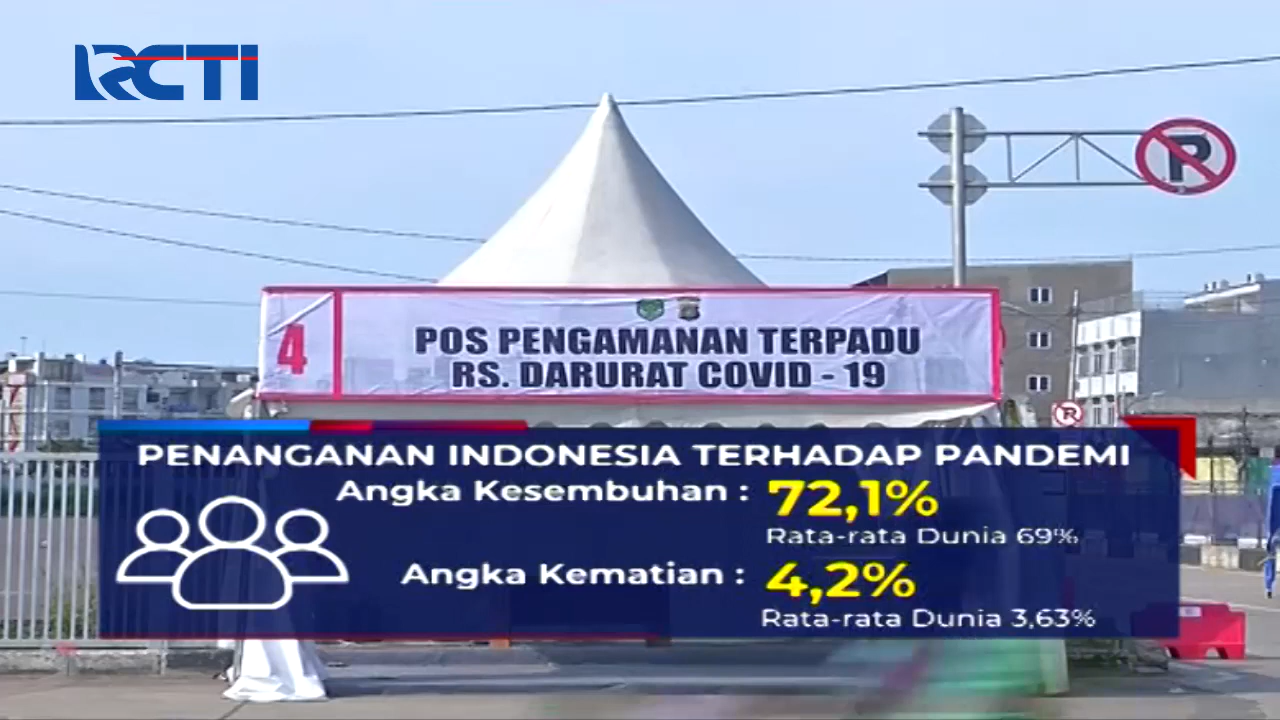 RCTI
P
4
POS PENGAMANAN TERPADU
RS. DARURAT COVID - 19
PENANGANAN INDONESIA TERHADAP PANDEMI
Angka Kesembuhan : 72,1%
Rata-rata Dunia 69%
Angka Kematian : 4,2%
Rata-rata Dunia 3,63%